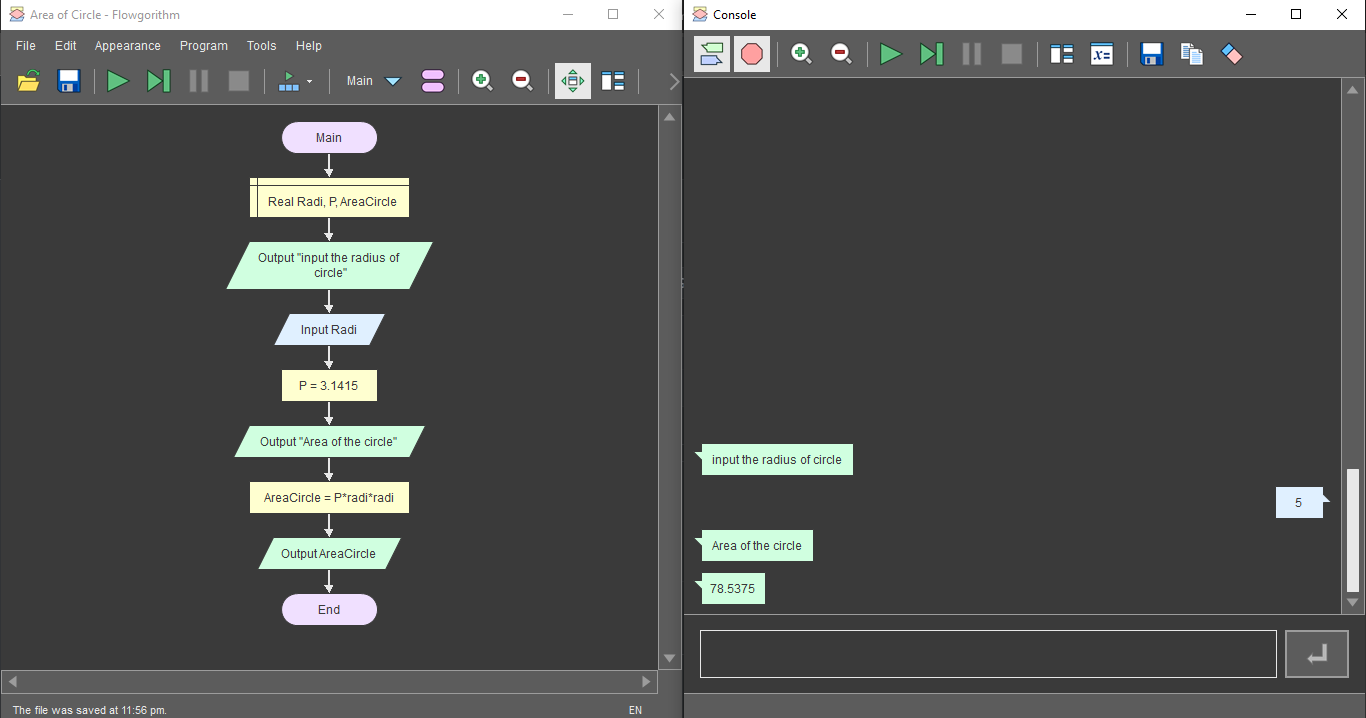 Area of Circle - Flowgorithm
File Edit Appearance Program Tools Help
Main
Main
Real Radi, P, AreaCircle
Output "input the radius of
circle"
Input Radi
P = 3.1415
Output "Area of the circle"
AreaCircle = P*radi*radi
Output AreaCircle
End
The file was saved at 11:56 pm.
EN
Console
x=
input the radius of circle
5
Area of the circle
78.5375